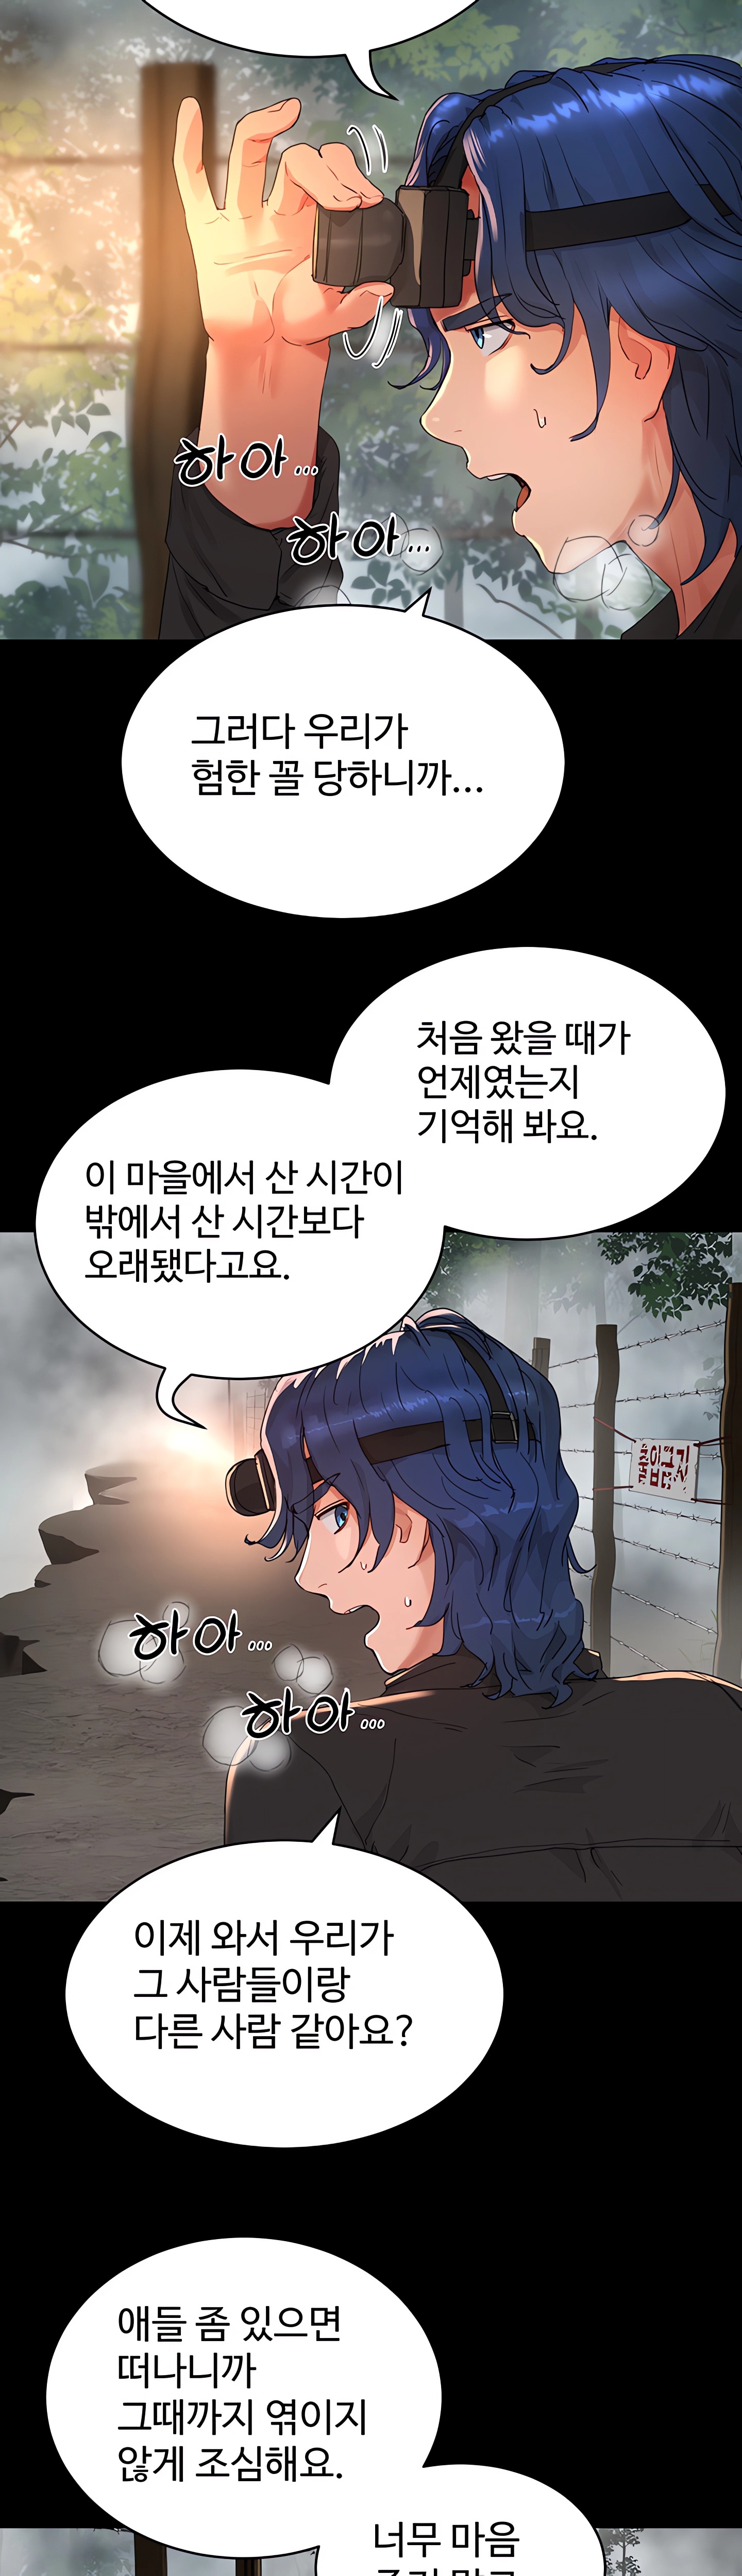 하아...
하아...
그러다 우리가
험한 꼴 당하니까...
처음 왔을 때가
언제였는지
기억해 봐요.
이 마을에서 산 시간이
밖에서 산 시간보다
오래됐다고요.
출입금지
하아...
하아...
이제 와서 우리가
그 사람들이랑
다른 사람 같아요?
애들 좀 있으면
떠나니까
그때까지 엮이지
않게 조심해요.
너무 마음